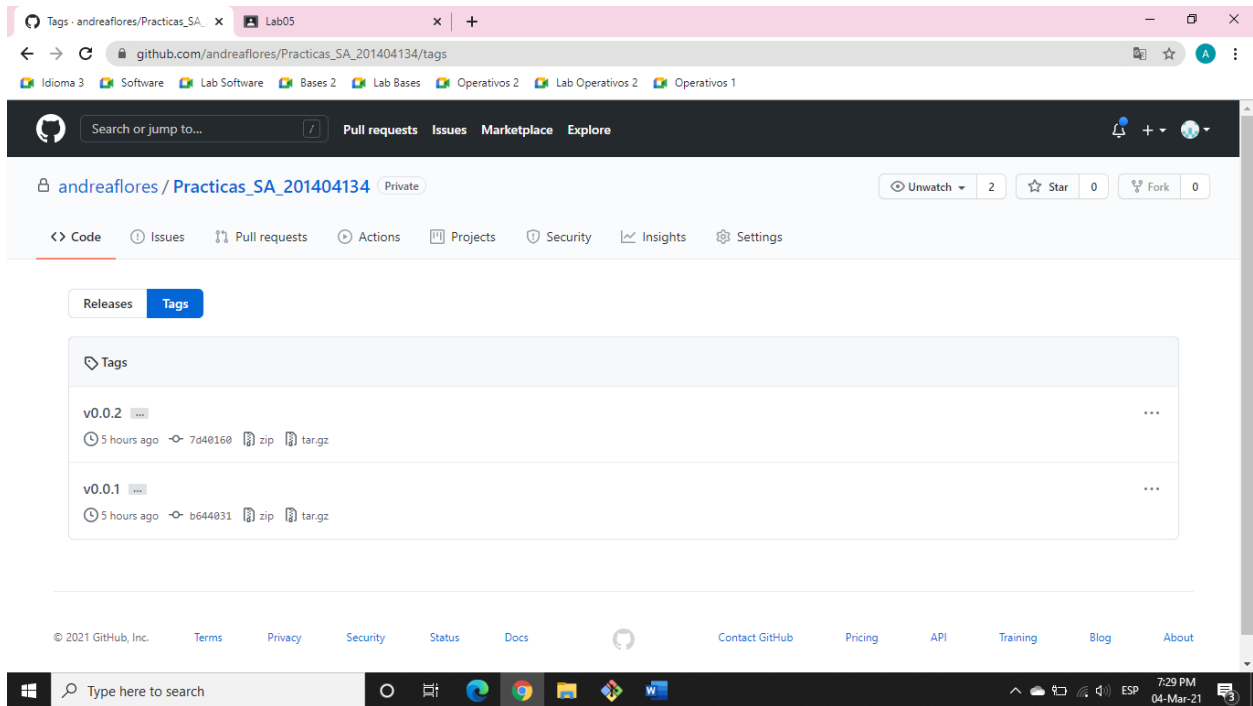 Tags · andreaflores/Practicas_SA_ Lab05
github.com/andreaflores/Practicas_SA_201404134/tags A
Idioma 3 Software Lab Software Bases 2 Lab Bases Operativos 2 Lab Operativos 2 Operativos 1
Search or jump to... / Pull requests Issues Marketplace Explore
andreaflores / Practicas_SA_201404134 Private Unwatch 2 Star 0 Fork 0
<> Code Issues Pull requests Actions Projects Security Insights Settings
Releases Tags
Tags
v0.0.2 ...
5 hours ago 7d40160 zip tar.gz
v0.0.1 ...
5 hours ago b644031 zip tar.gz
© 2021 GitHub, Inc. Terms Privacy Security Status Docs Contact GitHub Pricing API Training Blog About
Type here to search ESP 7:29 PM
04-Mar-21 3